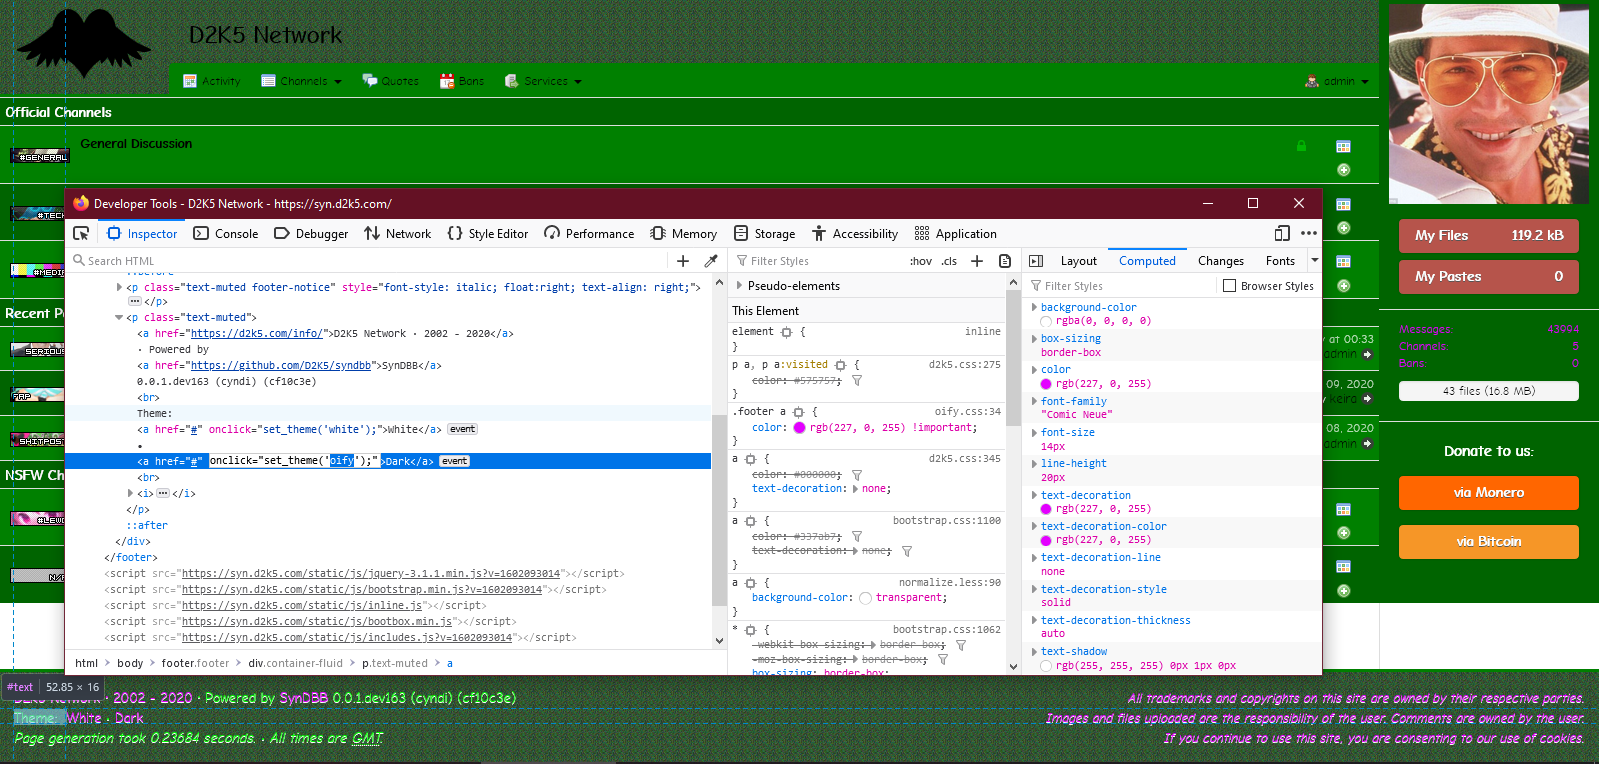 D2K5 Network
Activity
Channels
Quotes
Bans
Services
admin
Official Channels
General Discussion
#GENERAL
#TECH
#MEDIA
Recent P
SERIOUS
FAP
SHITPOST
NSFW Ch
#LEWD
Developer Tools - D2K5 Network - https://syn.d2k5.com/
Inspector
Console
Debugger
Network
Style Editor
Performance
Memory
Storage
Accessibility
Application
Search HTML
::before
<p class="text-muted footer-notice" style="font-style: italic; float:right; text-align: right;">
</p>
<p class="text-muted">
<a href="https://d2k5.com/info/">D2K5 Network · 2002 - 2020</a>
· Powered by
<a href="https://github.com/D2K5/syndbb">SynDBB</a>
0.0.1.dev163 (cyndi) (cf10c3e)
<br>
Theme:
<a href="#" onclick="set_theme('white');">White</a> event
•
<a href="#" onclick="set_theme('oify');">Dark</a> event
<br>
<i> </i>
</p>
::after
</div>
</footer>
<script src="https://syn.d2k5.com/static/js/jquery-3.1.1.min.js?v=1602093014"></script>
<script src="https://syn.d2k5.com/static/js/bootstrap.min.js?v=1602093014"></script>
<script src="https://syn.d2k5.com/static/js/inline.js"></script>
<script src="https://syn.d2k5.com/static/js/bootbox.min.js"></script>
<script src="https://syn.d2k5.com/static/js/includes.js?v=1602093014"></script>
html > body > footer.footer > div.container-fluid > p.text-muted > a
Filter Styles
:hov .cls +
Pseudo-elements
This Element
element { inline
}
p a, p a:visited { d2k5.css:275
color: #575757;
}
.footer a { oify.css:34
color: rgb(227, 0, 255) !important;
}
a { d2k5.css:345
color: #000000;
text-decoration: none;
}
a { bootstrap.css:1100
color: #337ab7;
text-decoration: none;
}
a { normalize.less:90
background-color: transparent;
}
* { bootstrap.css:1062
-webkit-box-sizing: border-box;
-moz-box-sizing: border-box;
box-sizing: border-box;
Layout
Computed
Changes
Fonts
Filter Styles
Browser Styles
background-color
rgba(0, 0, 0, 0)
box-sizing
border-box
color
rgb(227, 0, 255)
font-family
"Comic Neue"
font-size
14px
line-height
20px
text-decoration
rgb(227, 0, 255)
text-decoration-color
rgb(227, 0, 255)
text-decoration-line
none
text-decoration-style
solid
text-decoration-thickness
auto
text-shadow
rgb(255, 255, 255) 0px 1px 0px
at 00:33
admin
09, 2020
keiro
08, 2020
admin
My Files 119.2 kB
My Pastes 0
Messages: 43994
Channels: 5
Bans: 0
43 files (16.8 MB)
Donate to us:
via Monero
via Bitcoin
#text 52.85 × 16
D2K5 Network · 2002 - 2020 · Powered by SynDBB 0.0.1.dev163 (cyndi) (cf10c3e)
Theme: White • Dark
Page generation took 0.23684 seconds. · All times are GMT.
All trademarks and copyrights on this site are owned by their respective parties.
Images and files uploaded are the responsibility of the user. Comments are owned by the user.
If you continue to use this site, you are consenting to our use of cookies.